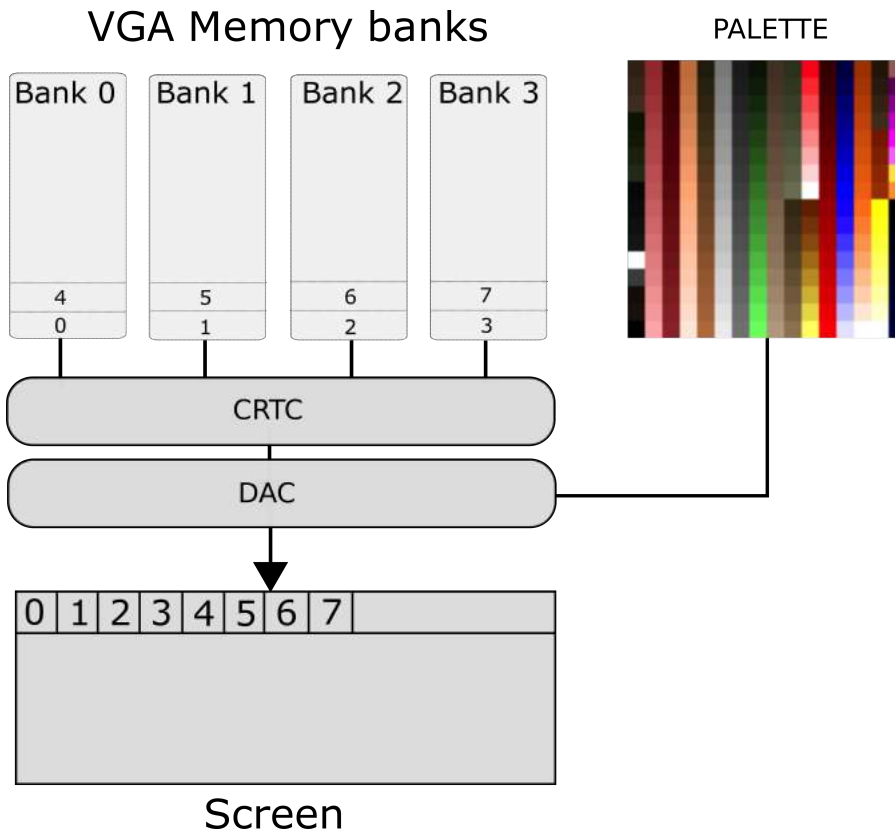 VGA Memory banks
PALETTE
Bank 0 Bank 1 Bank 2 Bank 3
4 5 6 7
0 1 2 3
CRTC
DAC
0 1 2 3 4 5 6 7
Screen